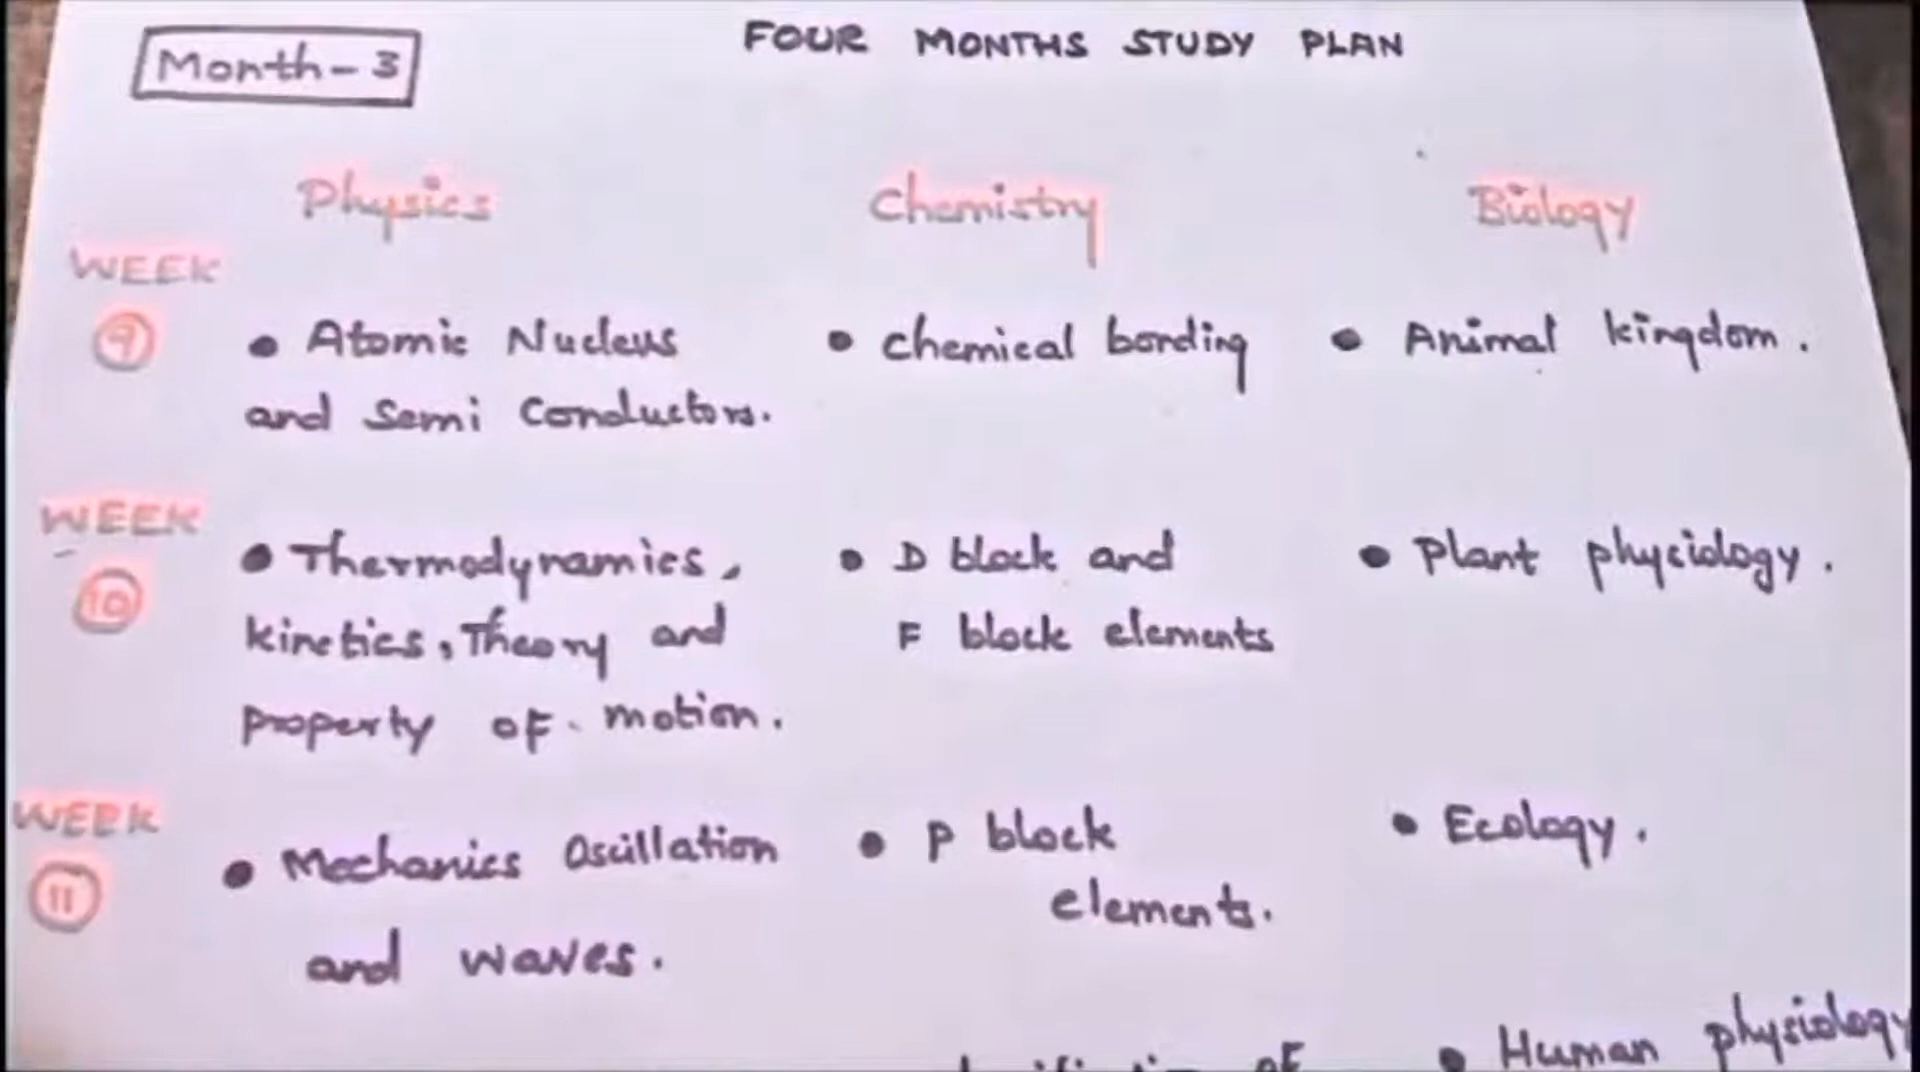 Month-3
FOUR MONTHS STUDY PLAN
Physics
Chemistry
Biology
WEEK
9
• Atomic Nucleus
and Semi Conductors.
• chemical bonding
• Animal kingdom.
WEEK
10
• Thermodynamics,
kinetics, Theory and
property of motion.
• D block and
F block elements
• Plant physiology.
WEEK
11
• Mechanics Oscillation
and waves.
• P block
elements.
• Ecology.
OF
• Human physiology